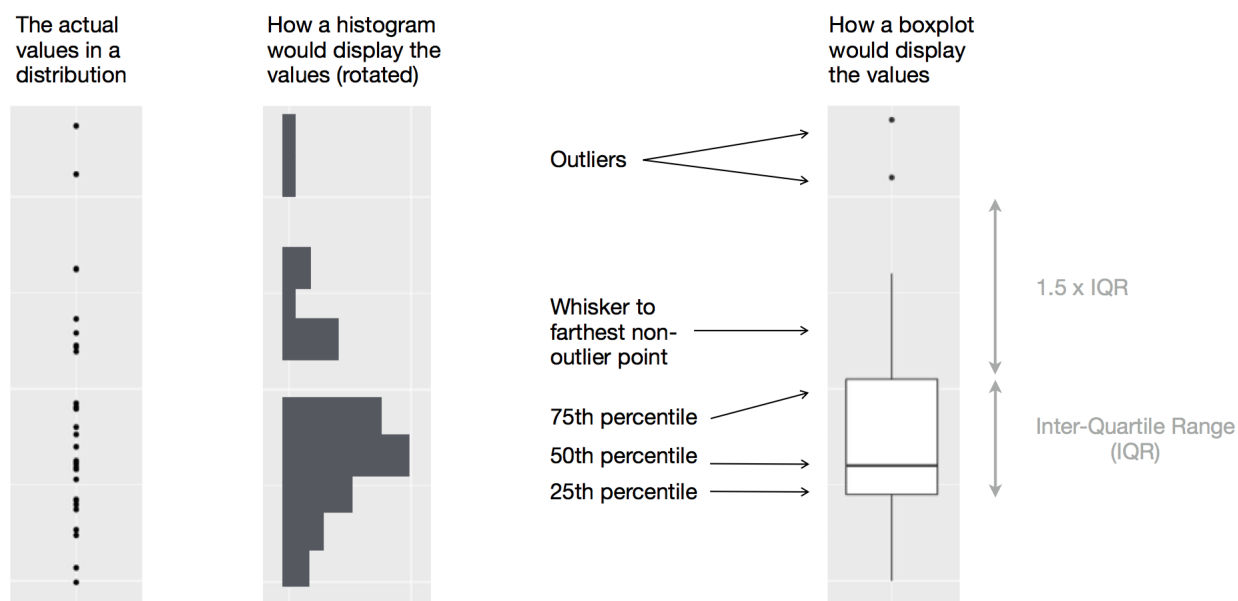 The actual
values in a
distribution
How a histogram
would display the
values (rotated)
How a boxplot
would display
the values
Outliers
1.5 x IQR
Whisker to
farthest non-
outlier point
75th percentile
Inter-Quartile Range
(IQR)
50th percentile
25th percentile